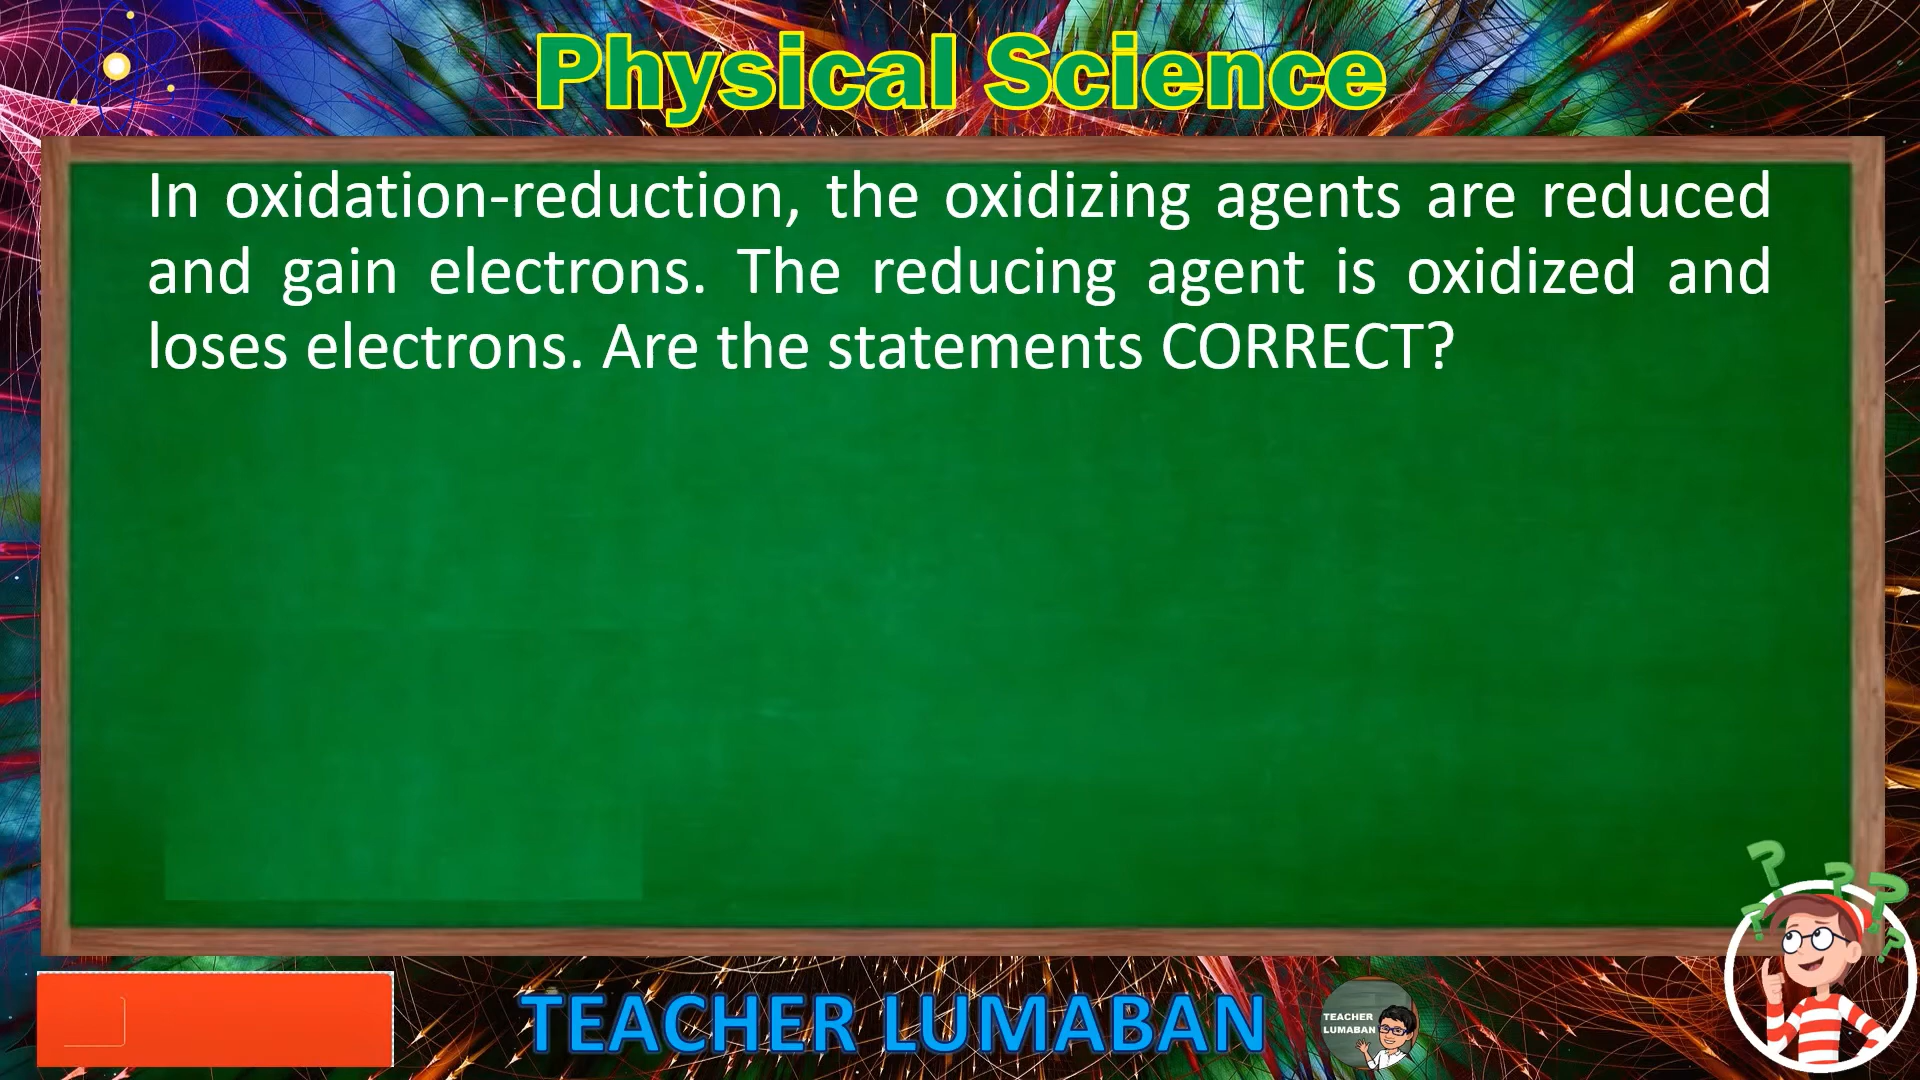 Physical Science
In oxidation-reduction, the oxidizing agents are reduced
and gain electrons. The reducing agent is oxidized and
loses electrons. Are the statements CORRECT?
TEACHER LUMABAN
TEACHER
LUMABAN